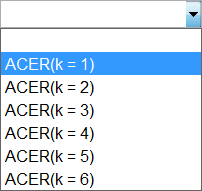 ACER(k = 1)
ACER(k = 2)
ACER(k = 3)
ACER(k = 4)
ACER(k = 5)
ACER(k = 6)